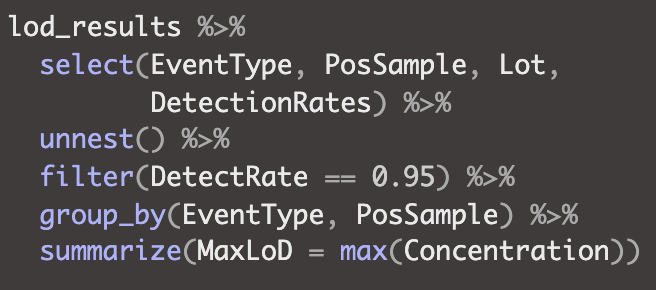 lod_results %>%
  select(EventType, PosSample, Lot,
         DetectionRates) %>%
  unnest() %>%
  filter(DetectRate == 0.95) %>%
  group_by(EventType, PosSample) %>%
  summarize(MaxLoD = max(Concentration))